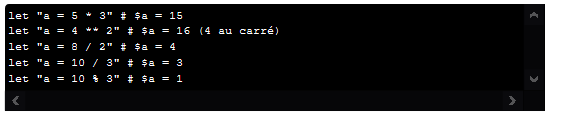 let "a = 5 * 3" # $a = 15
let "a = 4 ** 2" # $a = 16 (4 au carré)
let "a = 8 / 2" # $a = 4
let "a = 10 / 3" # $a = 3
let "a = 10 % 3" # $a = 1